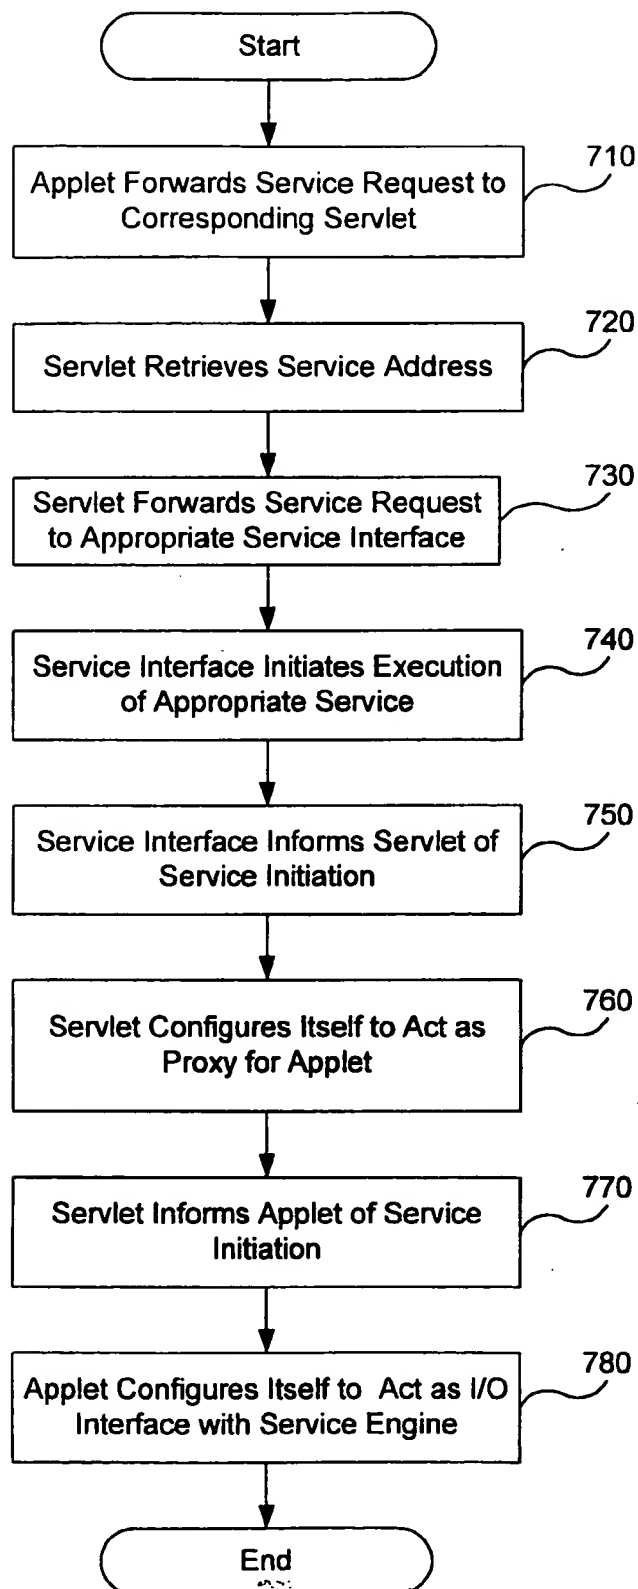 Start
710
Applet Forwards Service Request to
Corresponding Servlet
720
Servlet Retrieves Service Address
730
Servlet Forwards Service Request
to Appropriate Service Interface
740
Service Interface Initiates Execution
of Appropriate Service
750
Service Interface Informs Servlet of
Service Initiation
760
Servlet Configures Itself to Act as
Proxy for Applet
770
Servlet Informs Applet of Service
Initiation
780
Applet Configures Itself to Act as I/O
Interface with Service Engine
End